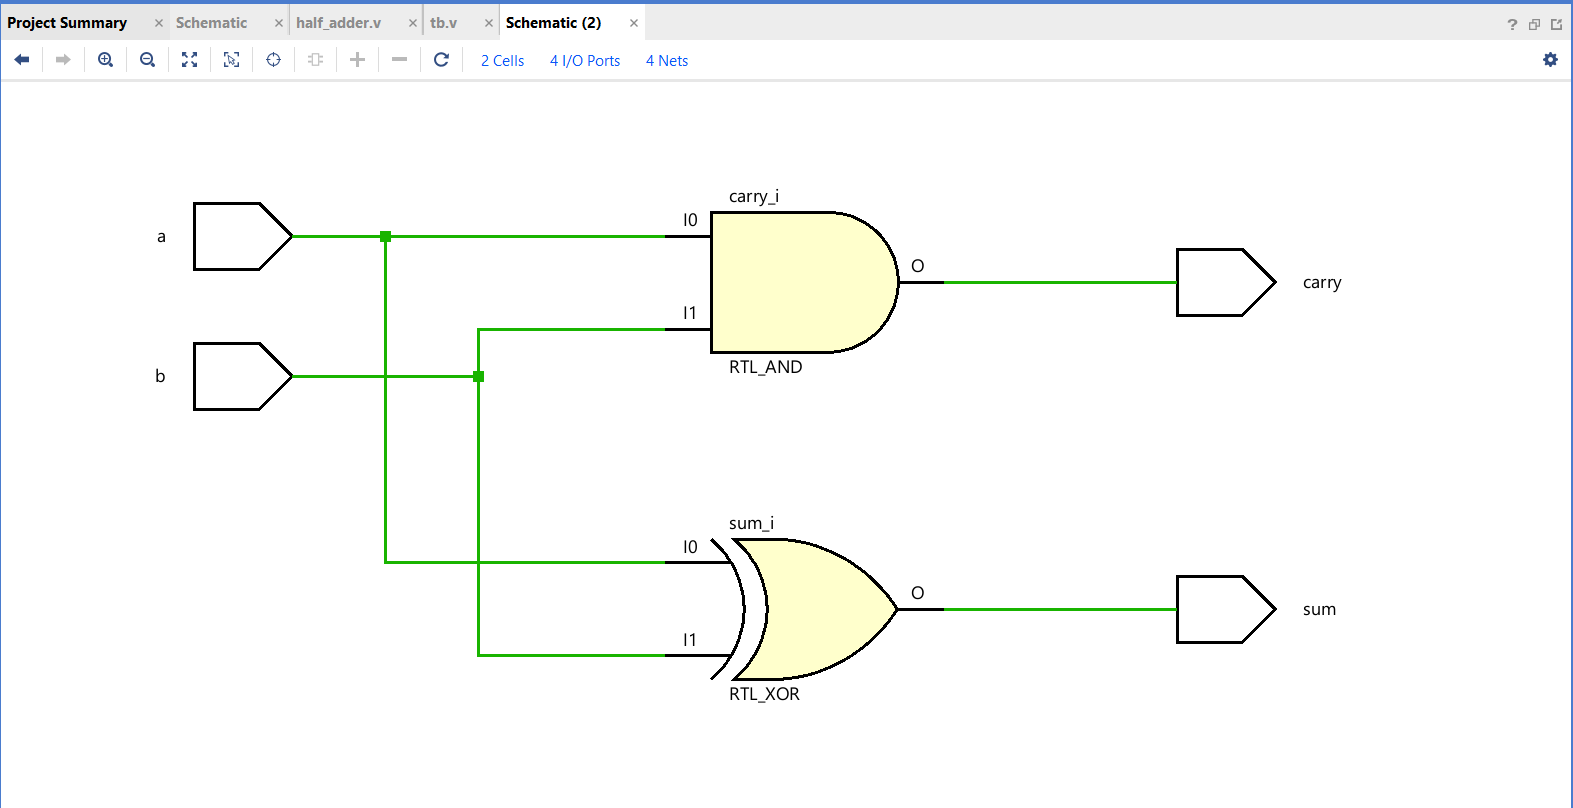 Project Summary × Schematic × half_adder.v × tb.v × Schematic (2) × ?
2 Cells 4 I/O Ports 4 Nets
carry_i
I0
a
O
carry
I1
RTL_AND
b
sum_i
I0
O
sum
I1
RTL_XOR